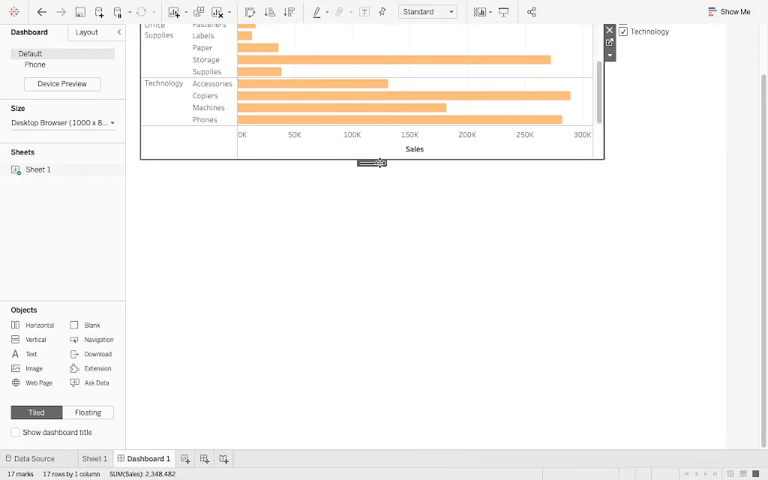 Standard
Show Me
Dashboard
Layout
Default
Phone
Device Preview
Size
Desktop Browser (1000 x 8...
Sheets
Sheet 1
Objects
Horizontal
Blank
Vertical
Navigation
Text
Download
Image
Extension
Web Page
Ask Data
Tiled
Floating
Show dashboard title
Office
Supplies
Fasteners
Labels
Paper
Storage
Supplies
Technology
Accessories
Copiers
Machines
Phones
0K 50K 100K 150K 200K 250K 300K
Sales
Technology
Data Source
Sheet 1
Dashboard 1
17 marks 17 rows by 1 column SUM(Sales): 2,348,482